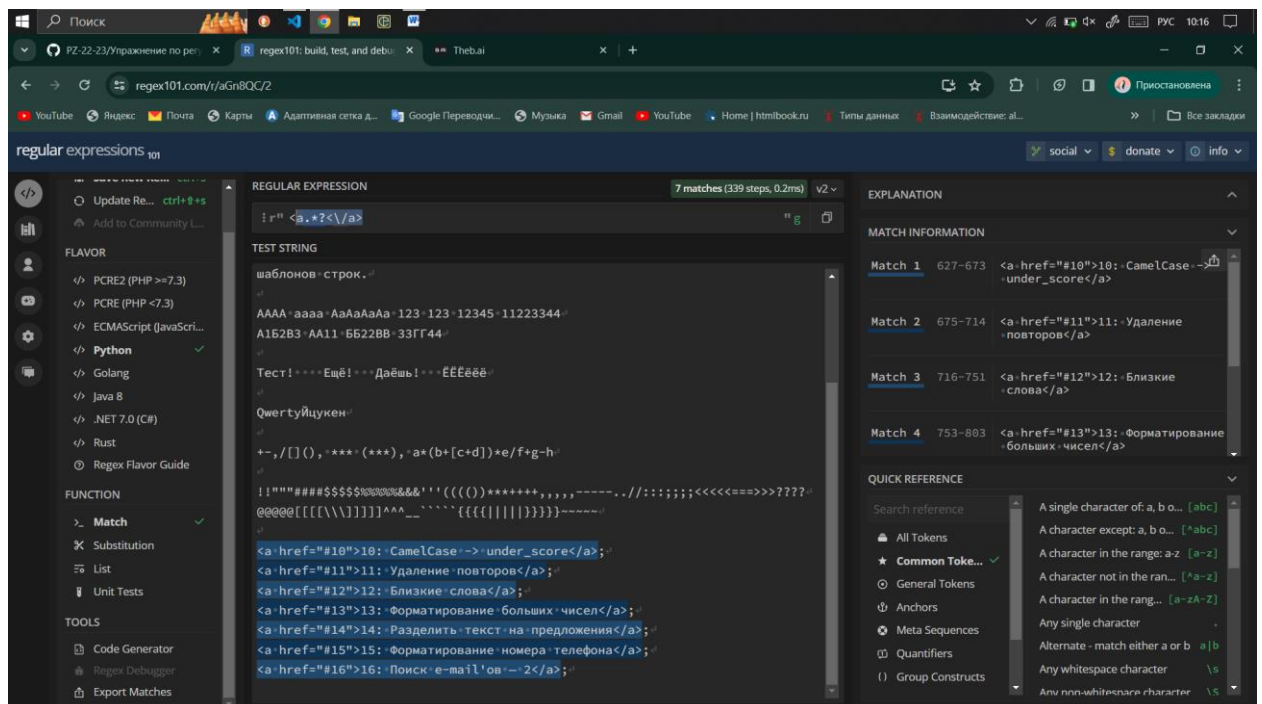 Поиск
РУС 10:16
PZ-22-23/Упражнение по регу
regex101: build, test, and debu
Theb.ai
regex101.com/r/aGn8QC/2
Приостановлена
YouTube Яндекс Почта Карты Адаптивная сетка д... Google Переводчи... Музыка Gmail YouTube Home | htmlbook.ru Типы данных Взаимодействие: al... » Все закладки
regular expressions 101
social donate info
Update Re... ctrl+⇧+s
Add to Community L...
FLAVOR
PCRE2 (PHP >=7.3)
PCRE (PHP <7.3)
ECMAScript (JavaScri...
Python
Golang
Java 8
.NET 7.0 (C#)
Rust
Regex Flavor Guide
FUNCTION
Match
Substitution
List
Unit Tests
TOOLS
Code Generator
Regex Debugger
Export Matches
REGULAR EXPRESSION
7 matches (339 steps, 0.2ms) v2
r" <a.*?<\/a> " g
TEST STRING
шаблонов строк.
AAAA aaaa AaAaAaAa 123 123 12345 11223344
А1Б2В3 АА11 ББ22ВВ 33ГГ44
Тест!    Ещё!   Даёшь!   ЁЁЁёёё
QwertyЙцукен
+-,/[](), *** (***), a*(b+[c+d])*e/f+g-h
!!"""####$$$$$%%%%%%&&&'''(((())***++++,,,,,-----..//:::;;;;<<<<<===>>>????
@@@@@[[[[\\\]]]]]^^^__`````{{{{|||||}}}}}~~~~~
<a href="#10">10: CamelCase -> under_score</a>;
<a href="#11">11: Удаление повторов</a>;
<a href="#12">12: Близкие слова</a>;
<a href="#13">13: Форматирование больших чисел</a>;
<a href="#14">14: Разделить текст на предложения</a>;
<a href="#15">15: Форматирование номера телефона</a>;
<a href="#16">16: Поиск e-mail'ов — 2</a>;
EXPLANATION
MATCH INFORMATION
Match 1 627-673 <a href="#10">10: CamelCase ->
under_score</a>
Match 2 675-714 <a href="#11">11: Удаление
повторов</a>
Match 3 716-751 <a href="#12">12: Близкие
слова</a>
Match 4 753-803 <a href="#13">13: Форматирование
больших чисел</a>
QUICK REFERENCE
Search reference
All Tokens
Common Toke...
General Tokens
Anchors
Meta Sequences
Quantifiers
Group Constructs
A single character of: a, b o... [abc]
A character except: a, b o... [^abc]
A character in the range: a-z [a-z]
A character not in the ran... [^a-z]
A character in the rang... [a-zA-Z]
Any single character .
Alternate - match either a or b a|b
Any whitespace character \s
Any non-whitespace character \S